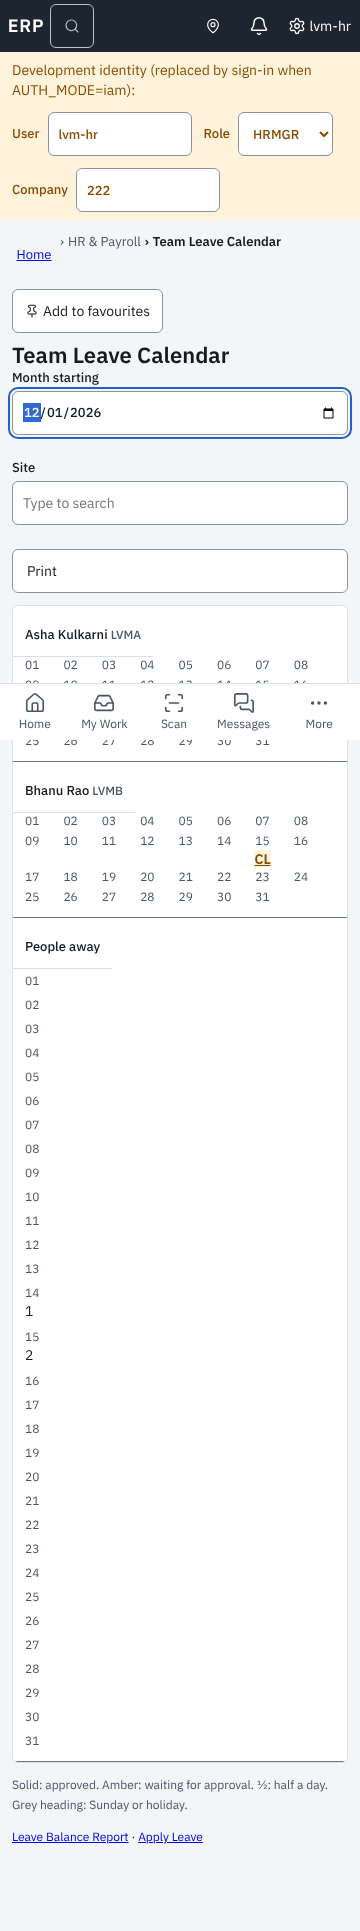 ERP
lvm-hr
Development identity (replaced by sign-in when
AUTH_MODE=iam):
User lvm-hr Role HRMGR
Company 222
Home › HR & Payroll › Team Leave Calendar
Add to favourites
Team Leave Calendar
Month starting
12/01/2026
Site
Type to search
Print
Asha Kulkarni LVMA
01 02 03 04 05 06 07 08
Home My Work Scan Messages More
25 26 27 28 29 30 31
Bhanu Rao LVMB
01 02 03 04 05 06 07 08
09 10 11 12 13 14 15 16
CL
17 18 19 20 21 22 23 24
25 26 27 28 29 30 31
People away
01
02
03
04
05
06
07
08
09
10
11
12
13
14
1
15
2
16
17
18
19
20
21
22
23
24
25
26
27
28
29
30
31
Solid: approved. Amber: waiting for approval. ½: half a day.
Grey heading: Sunday or holiday.
Leave Balance Report · Apply Leave